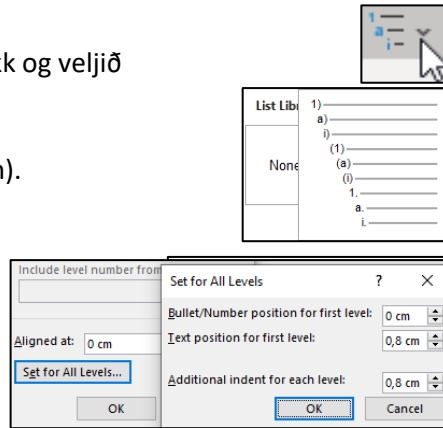 1
a
i
og veljið
List
1)
a)
i)
(1)
None
(a)
(i)
1.
a.
i.
Include level number from
Set for All Levels ? ×
Bullet/Number position for first level: 0 cm
Aligned at: 0 cm
Text position for first level: 0,8 cm
Set for All Levels...
Additional indent for each level: 0,8 cm
OK
OK Cancel